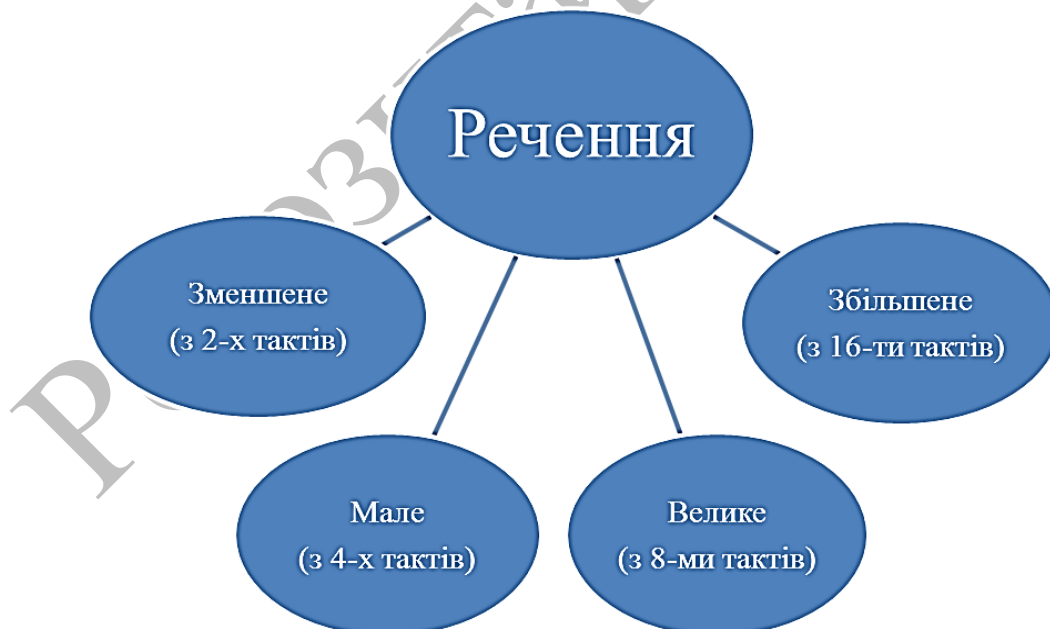 Речення
Зменшене
(з 2-х тактів)
Збільшене
(з 16-ти тактів)
Мале
(з 4-х тактів)
Велике
(з 8-ми тактів)